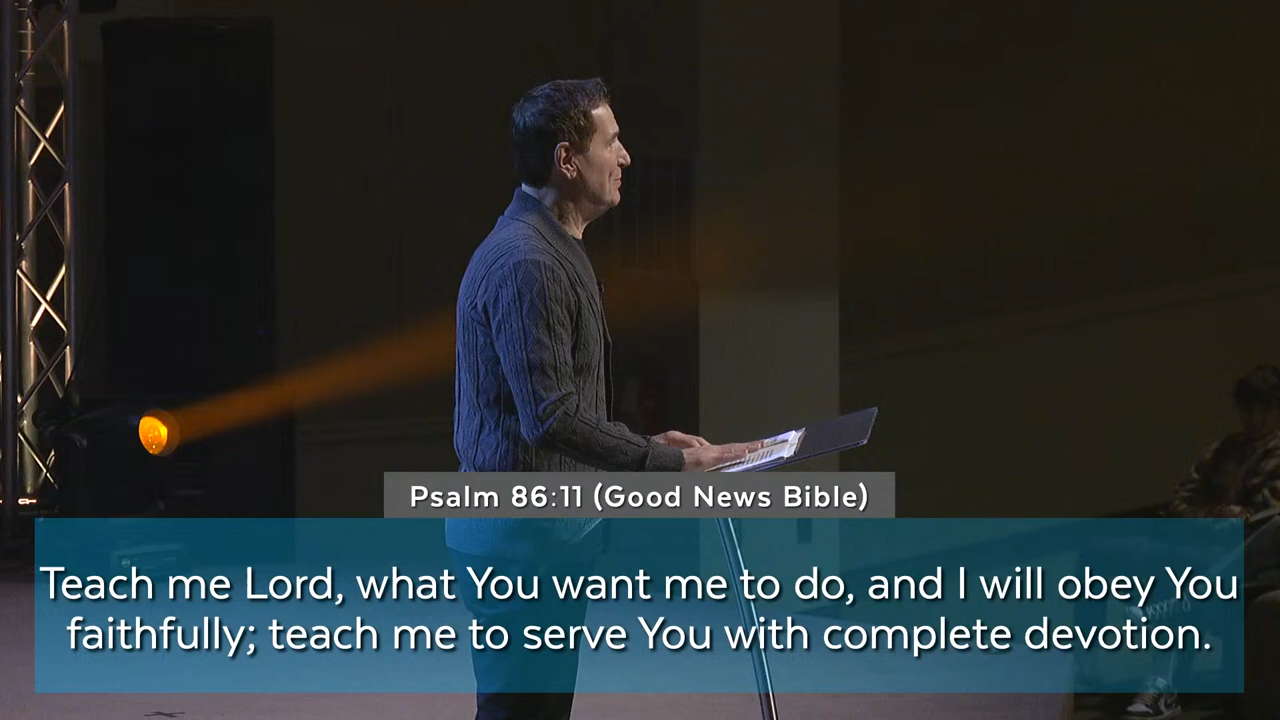 Psalm 86:11 (Good News Bible)
Teach me Lord, what You want me to do, and I will obey You
faithfully; teach me to serve You with complete devotion.